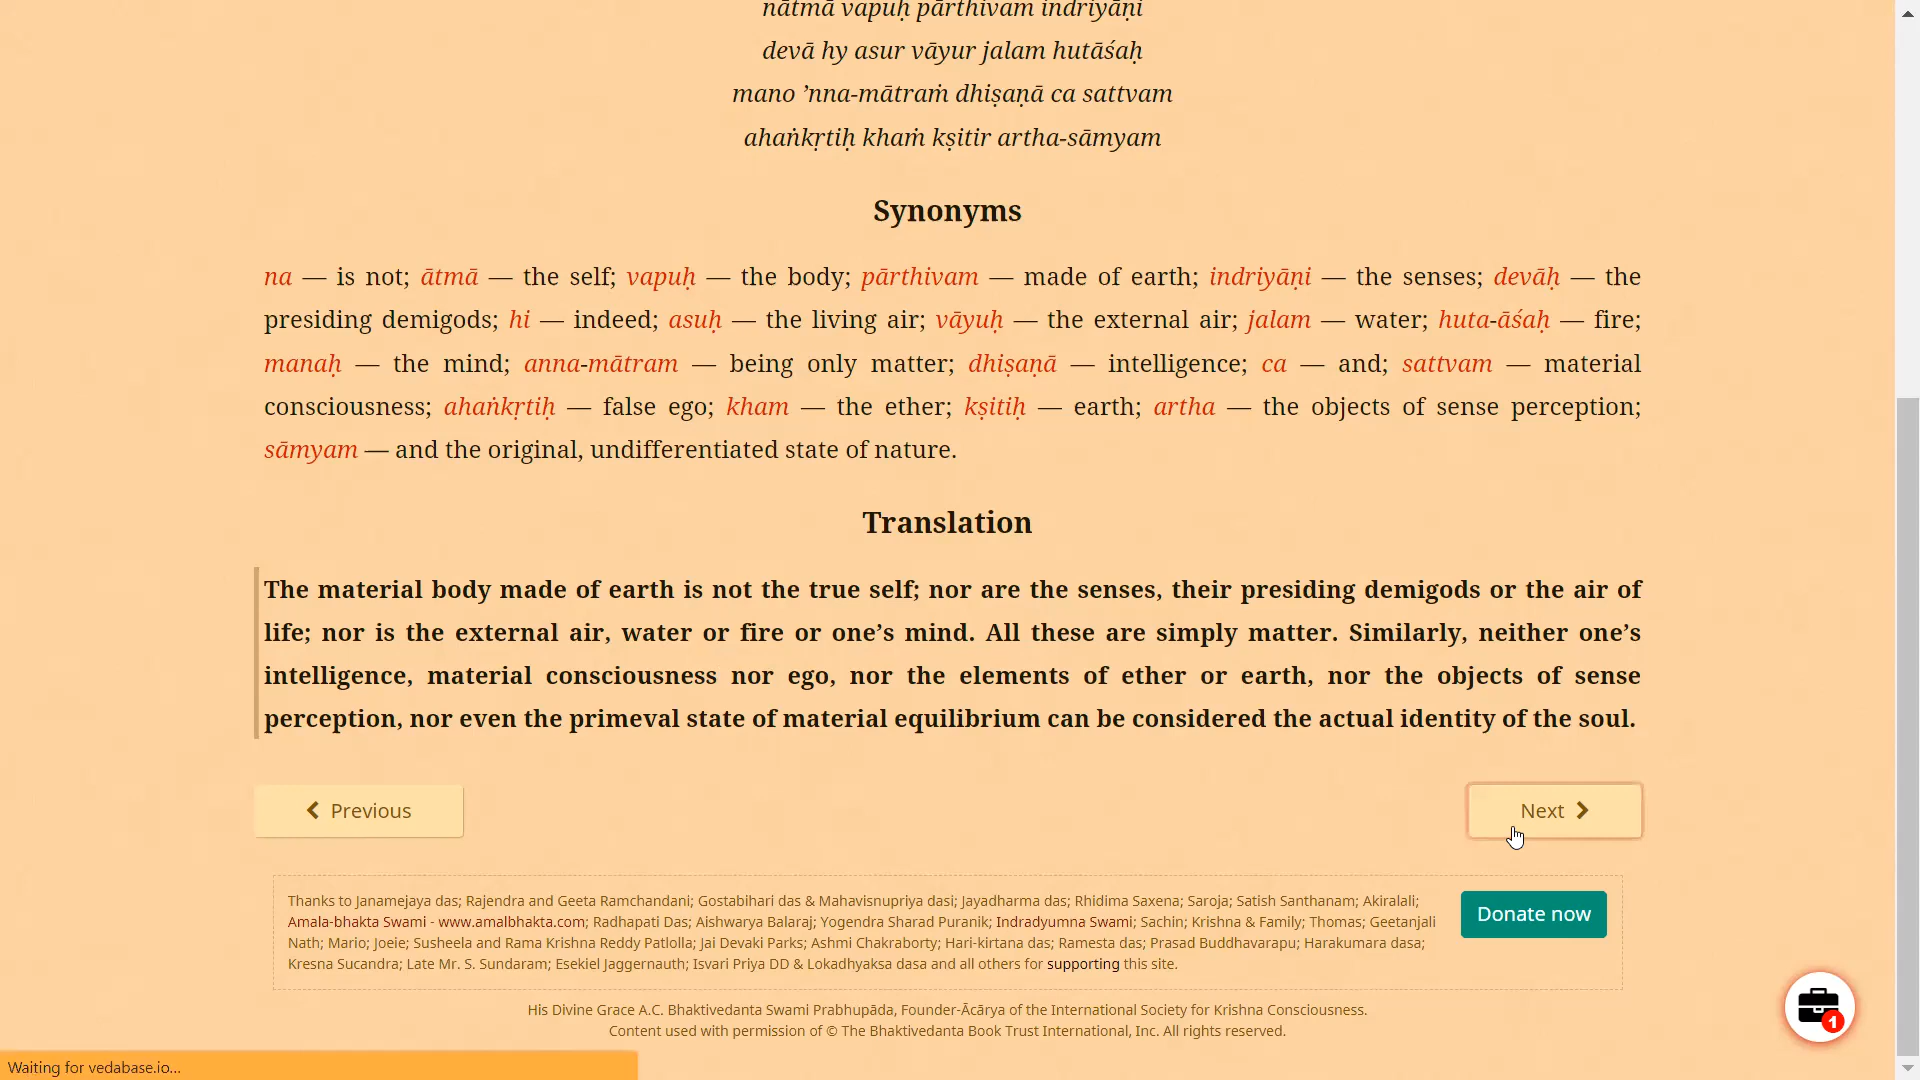 nātmā vapuḥ pārthivam indriyāṇi
devā hy asur vāyur jalam hutāśaḥ
mano ’nna-mātraṁ dhiṣaṇā ca sattvam
ahaṅkṛtiḥ khaṁ kṣitir artha-sāmyam
Synonyms
na — is not; ātmā — the self; vapuḥ — the body; pārthivam — made of earth; indriyāṇi — the senses; devāḥ — the
presiding demigods; hi — indeed; asuḥ — the living air; vāyuḥ — the external air; jalam — water; huta-āśaḥ — fire;
manaḥ — the mind; anna-mātram — being only matter; dhiṣaṇā — intelligence; ca — and; sattvam — material
consciousness; ahaṅkṛtiḥ — false ego; kham — the ether; kṣitiḥ — earth; artha — the objects of sense perception;
sāmyam — and the original, undifferentiated state of nature.
Translation
The material body made of earth is not the true self; nor are the senses, their presiding demigods or the air of
life; nor is the external air, water or fire or one’s mind. All these are simply matter. Similarly, neither one’s
intelligence, material consciousness nor ego, nor the elements of ether or earth, nor the objects of sense
perception, nor even the primeval state of material equilibrium can be considered the actual identity of the soul.
Previous
Next
Thanks to Janamejaya das; Rajendra and Geeta Ramchandani; Gostabihari das & Mahavisnupriya dasi; Jayadharma das; Rhidima Saxena; Saroja; Satish Santhanam; Akiralali;
Amala-bhakta Swami - www.amalbhakta.com; Radhapati Das; Aishwarya Balaraj; Yogendra Sharad Puranik; Indradyumna Swami; Sachin; Krishna & Family; Thomas; Geetanjali
Nath; Mario; Joeie; Susheela and Rama Krishna Reddy Patlolla; Jai Devaki Parks; Ashmi Chakraborty; Hari-kirtana das; Ramesta das; Prasad Buddhavarapu; Harakumara dasa;
Kresna Sucandra; Late Mr. S. Sundaram; Esekiel Jaggernauth; Isvari Priya DD & Lokadhyaksa dasa and all others for supporting this site.
Donate now
His Divine Grace A.C. Bhaktivedanta Swami Prabhupāda, Founder-Ācārya of the International Society for Krishna Consciousness.
Content used with permission of © The Bhaktivedanta Book Trust International, Inc. All rights reserved.
1
Waiting for vedabase.io...